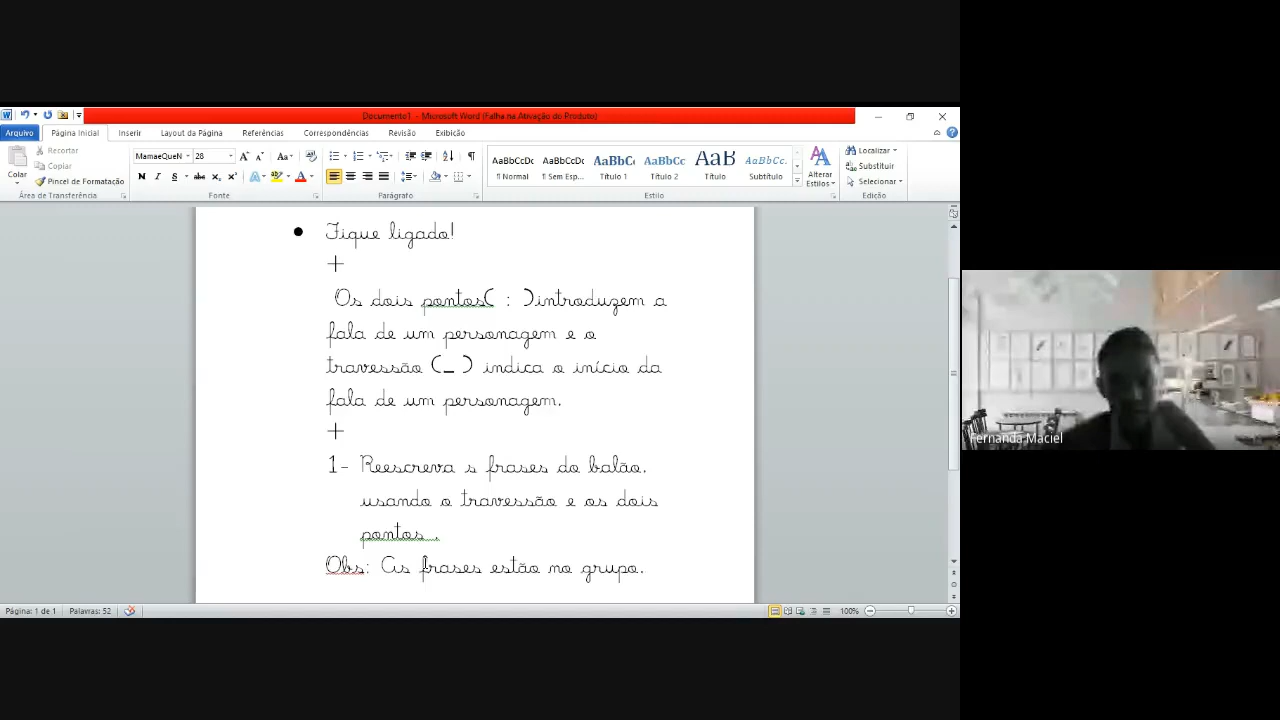 Documento1 - Microsoft Word (Falha na Ativação do Produto)
Arquivo
Página Inicial
Inserir
Layout da Página
Referências
Correspondências
Revisão
Exibição
Colar
Recortar
Copiar
Pincel de Formatação
Área de Transferência
MamaeQueN
28
Fonte
Parágrafo
AaBbCcDc
¶ Normal
AaBbCcDc
¶ Sem Esp...
AaBbCc
Título 1
AaBbCc
Título 2
AaB
Título
AaBbCc.
Subtítulo
Alterar
Estilos
Estilo
Localizar
Substituir
Selecionar
Edição
• Fique ligado!
+
Os dois pontos( : )introduzem a
fala de um personagem e o
travessão (_ ) indica o início da
fala de um personagem.
+
1- Reescreva s frases do balão.
usando o travessão e os dois
pontos .
Obs: As frases estão no grupo.
Página: 1 de 1
Palavras: 52
100%
Fernanda Maciel